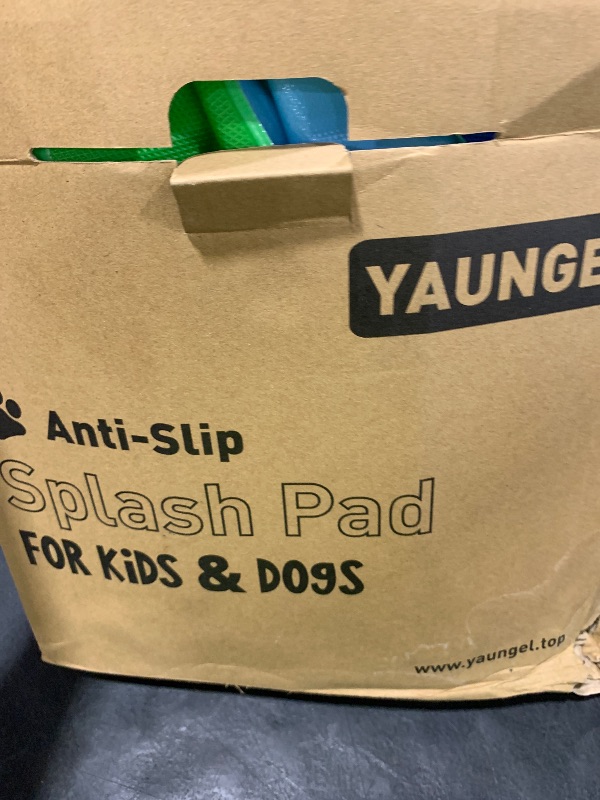 YAUNGE
Anti-Slip
Splash Pad
FOR KiDS & DOgS
www.yaungel.top